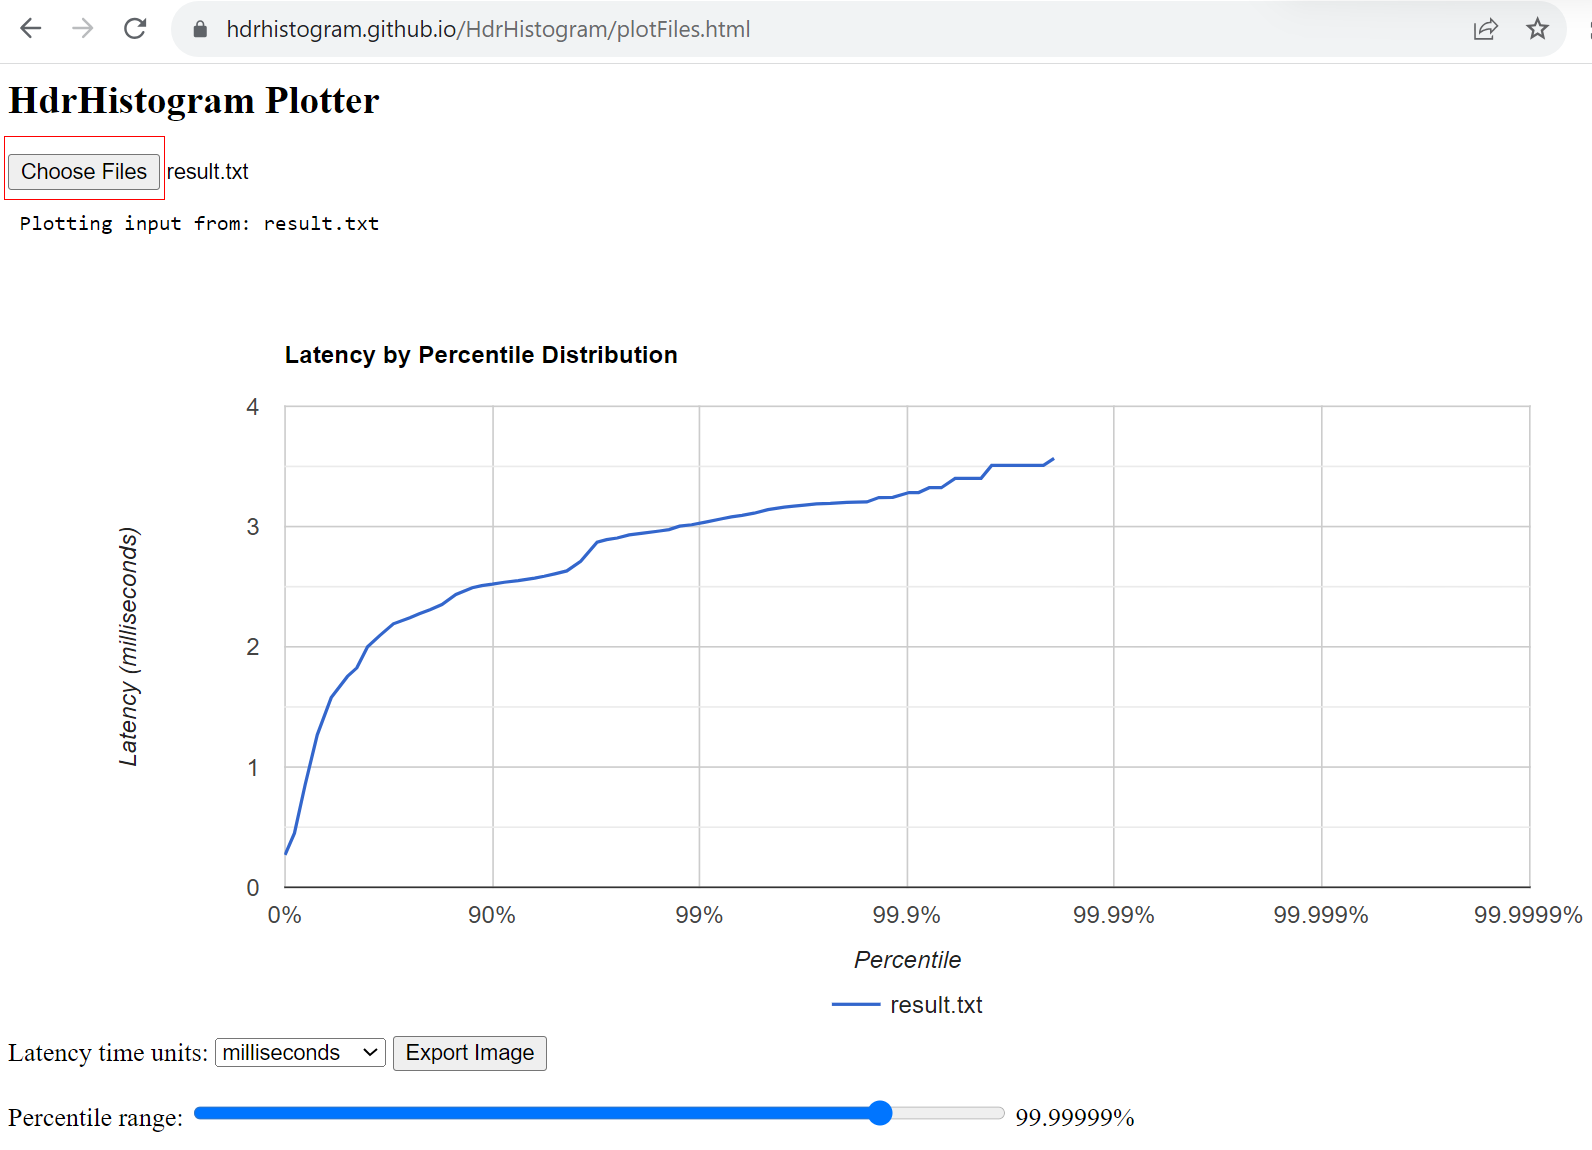 hdrhistogram.github.io/HdrHistogram/plotFiles.html
HdrHistogram Plotter
Choose Files result.txt
Plotting input from: result.txt
Latency by Percentile Distribution
4
3
2
1
0
Latency (milliseconds)
0% 90% 99% 99.9% 99.99% 99.999% 99.9999%
Percentile
result.txt
Latency time units: milliseconds Export Image
Percentile range: 99.99999%